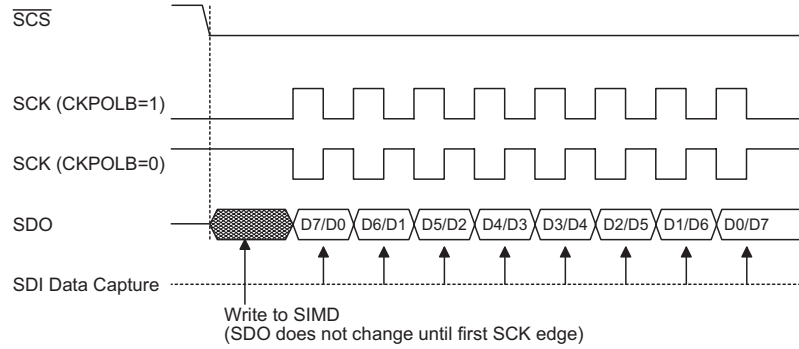 SCS
SCK (CKPOLB=1)
SCK (CKPOLB=0)
SDO
D7/D0 D6/D1 D5/D2 D4/D3 D3/D4 D2/D5 D1/D6 D0/D7
SDI Data Capture
Write to SIMD
(SDO does not change until first SCK edge)